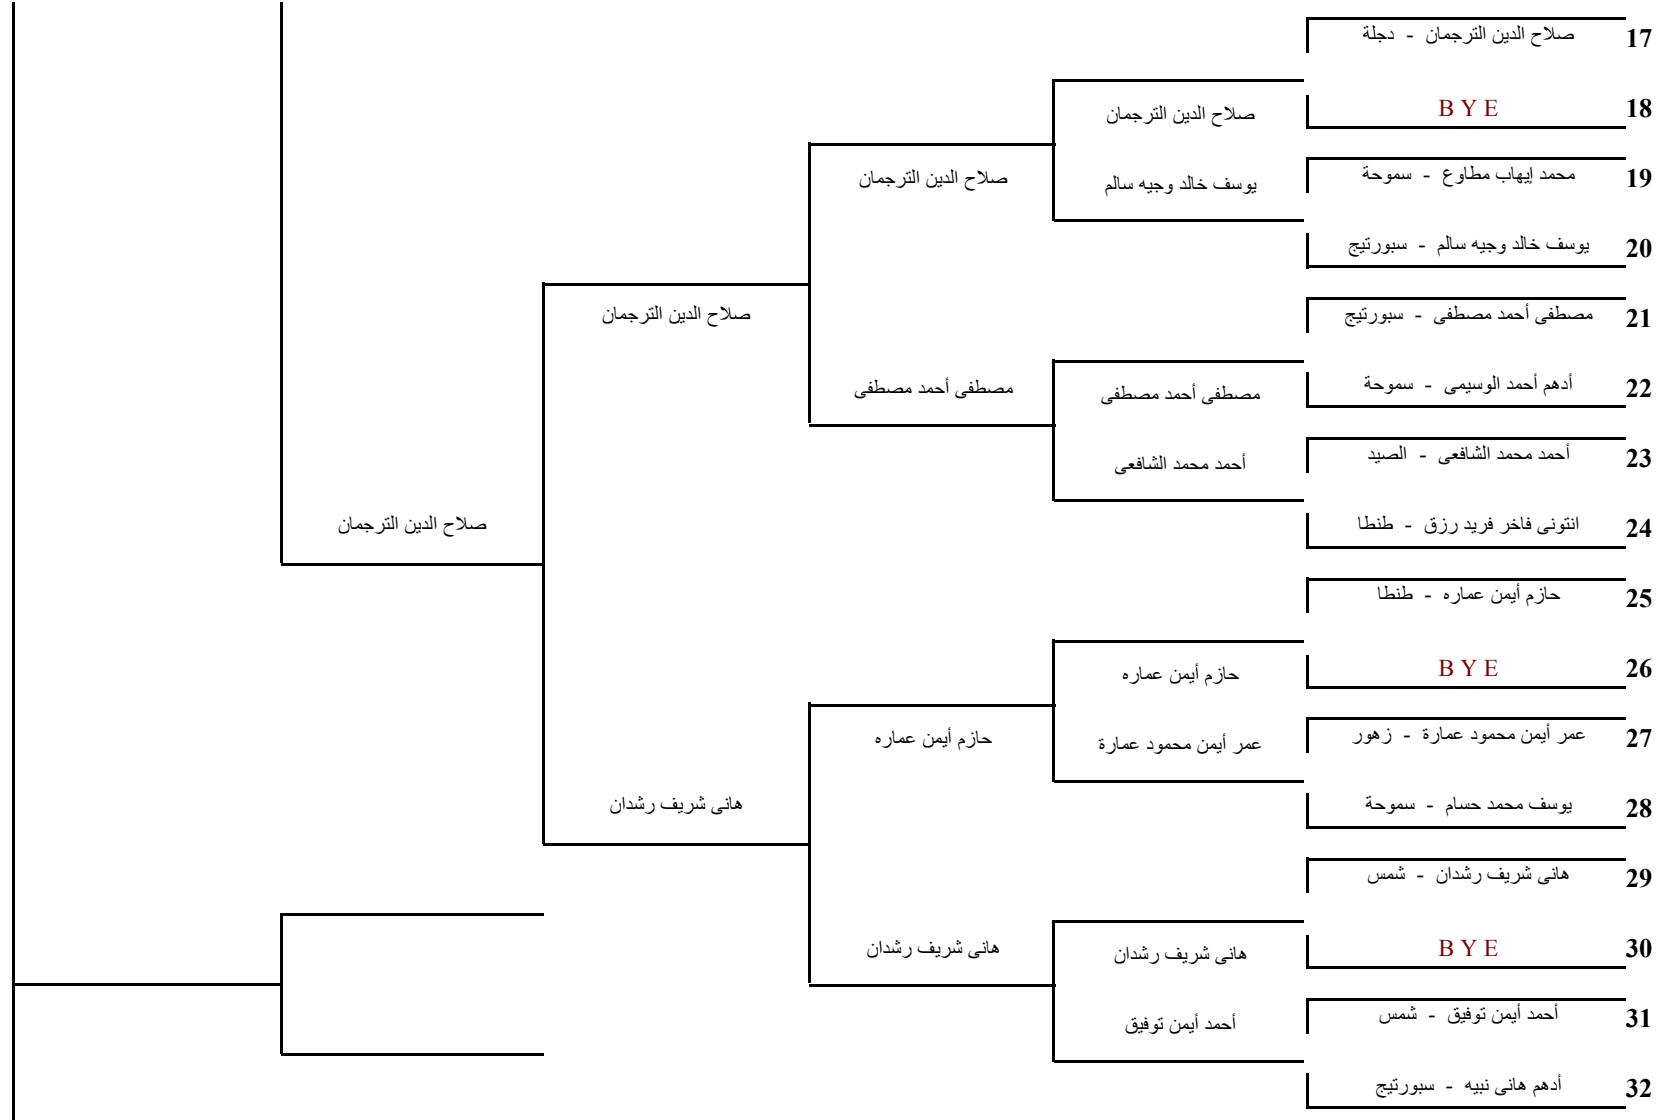 17 صلاح الدين الترجمان - دجلة
18 B Y E
صلاح الدين الترجمان
19 محمد إيهاب مطاوع - سموحة
صلاح الدين الترجمان
يوسف خالد وجيه سالم
20 يوسف خالد وجيه سالم - سبورتيج
21 مصطفى أحمد مصطفى - سبورتيج
صلاح الدين الترجمان
22 أدهم أحمد الوسيمى - سموحة
مصطفى أحمد مصطفى
مصطفى أحمد مصطفى
23 أحمد محمد الشافعى - الصيد
أحمد محمد الشافعى
24 انتونى فاخر فريد رزق - طنطا
صلاح الدين الترجمان
25 حازم أيمن عماره - طنطا
26 B Y E
حازم أيمن عماره
27 عمر أيمن محمود عمارة - زهور
حازم أيمن عماره
عمر أيمن محمود عمارة
28 يوسف محمد حسام - سموحة
هانى شريف رشدان
29 هانى شريف رشدان - شمس
30 B Y E
هانى شريف رشدان
هانى شريف رشدان
31 أحمد أيمن توفيق - شمس
أحمد أيمن توفيق
32 أدهم هانى نبيه - سبورتيج